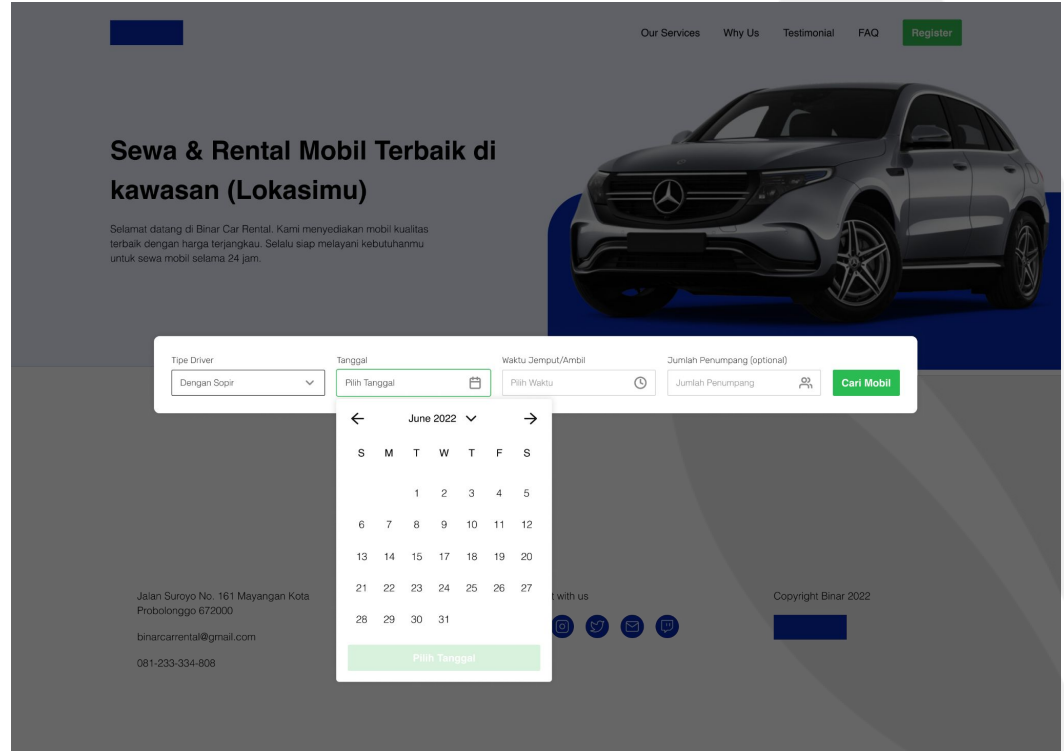 Our Services Why Us Testimonial FAQ Register
Sewa & Rental Mobil Terbaik di
kawasan (Lokasimu)
Selamat datang di Binar Car Rental. Kami menyediakan mobil kualitas
terbaik dengan harga terjangkau. Selalu siap melayani kebutuhanmu
untuk sewa mobil selama 24 jam.
Tipe Driver Tanggal Waktu Jemput/Ambil Jumlah Penumpang (optional)
Dengan Sopir Pilih Tanggal Pilih Waktu Jumlah Penumpang Cari Mobil
June 2022
S M T W T F S
1 2 3 4 5
6 7 8 9 10 11 12
13 14 15 17 18 19 20
21 22 23 24 25 26 27
28 29 30 31
Pilih Tanggal
Jalan Suroyo No. 161 Mayangan Kota
Probolonggo 672000
binarcarrental@gmail.com
081-233-334-808
with us
Copyright Binar 2022